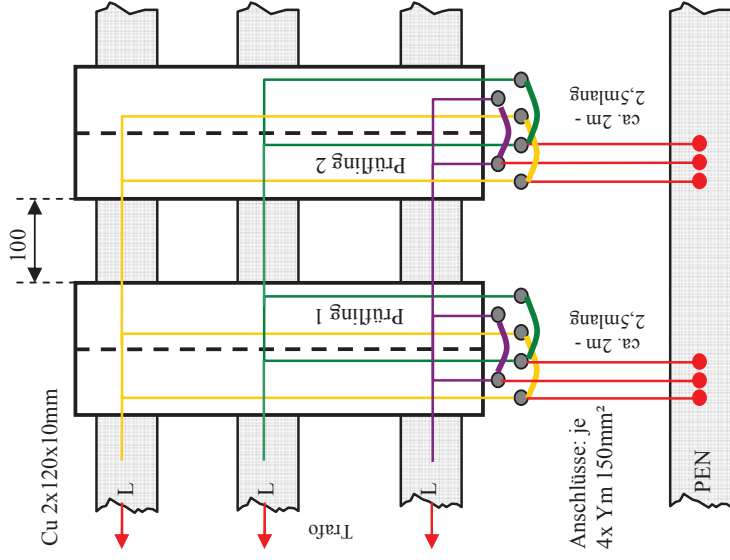 Cu 2x120x10mm
100
L
L
L
Trafo
Prüfling 1
Prüfling 2
ca. 2m -
2,5mlang
ca. 2m -
2,5mlang
Anschlüsse: je
4x Ym 150mm²
PEN